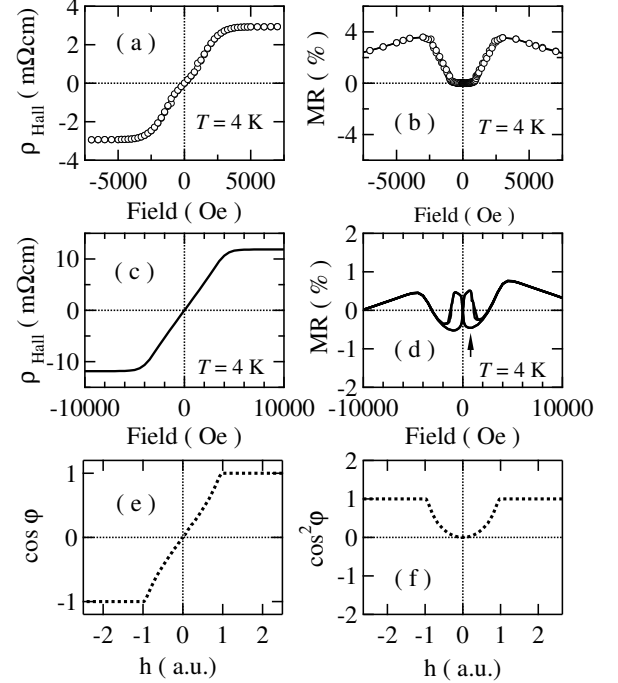 4
2
0
-2
-4
ρ Hall ( mΩcm)
( a )
T = 4 K
-5000 0 5000
Field ( Oe )
4
0
-4
MR ( % )
( b )
T = 4 K
-5000 0 5000
Field ( Oe )
10
0
-10
ρ Hall ( mΩcm)
( c )
T = 4 K
-10000 0 10000
Field ( Oe )
2
1
0
-1
-2
MR ( % )
( d )
T = 4 K
-10000 0 10000
Field ( Oe )
1
0
-1
cos φ
( e )
-2 -1 0 1 2
h ( a.u. )
2
1
0
-1
-2
cos²φ
( f )
-2 -1 0 1 2
h ( a.u. )